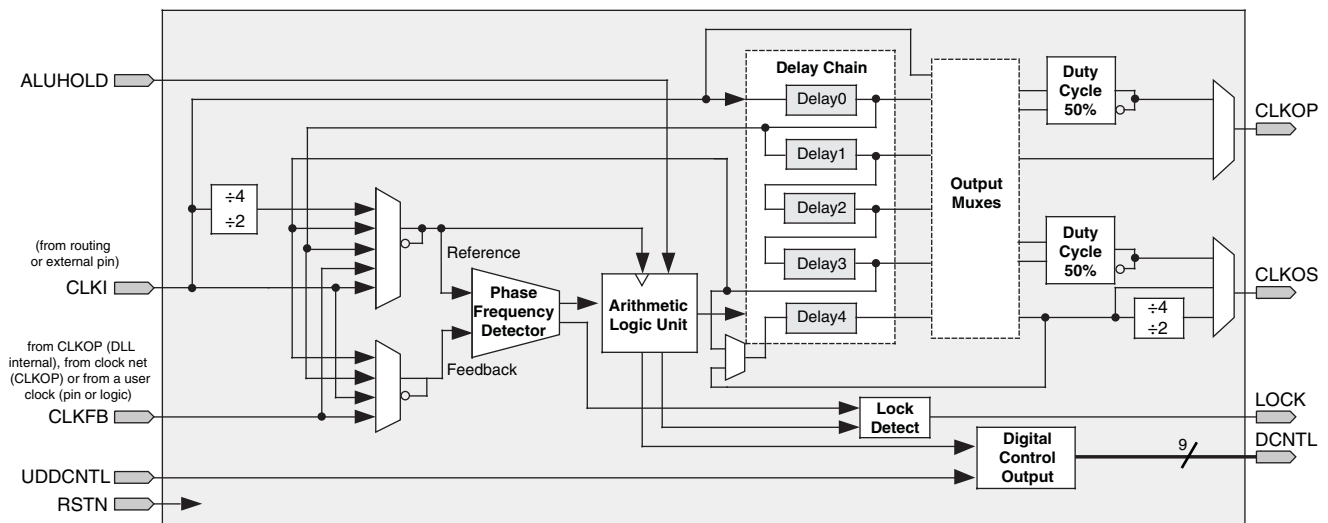 ALUHOLD
(from routing
or external pin)
CLKI
from CLKOP (DLL
internal), from clock net
(CLKOP) or from a user
clock (pin or logic)
CLKFB
UDDCNTL
RSTN
÷4
÷2
Reference
Feedback
Phase
Frequency
Detector
Arithmetic
Logic Unit
Delay Chain
Delay0
Delay1
Delay2
Delay3
Delay4
Output
Muxes
Duty
Cycle
50%
Duty
Cycle
50%
÷4
÷2
Lock
Detect
Digital
Control
Output
9
CLKOP
CLKOS
LOCK
DCNTL